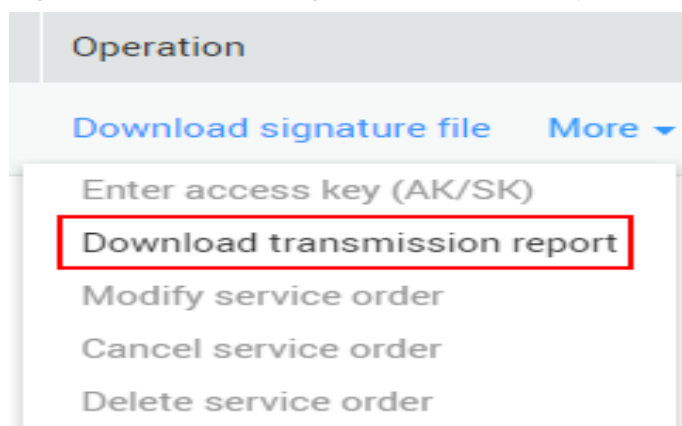 Operation
Download signature file More
Enter access key (AK/SK)
Download transmission report
Modify service order
Cancel service order
Delete service order